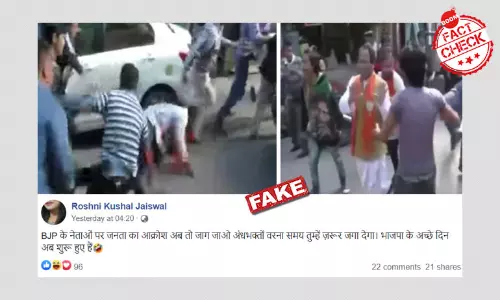 BOOM
FACT
CHECK
FAKE
Roshni Kushal Jaiswal
Yesterday at 04:20
BJP के नेताओं पर जनता का आक्रोश अब तो जाग जाओ अंधभक्तों वरना समय तुम्हें ज़रूर जगा देगा। भाजपा के अच्छे दिन
अब शुरू हुए हैं🤣
96
22 comments 21 shares